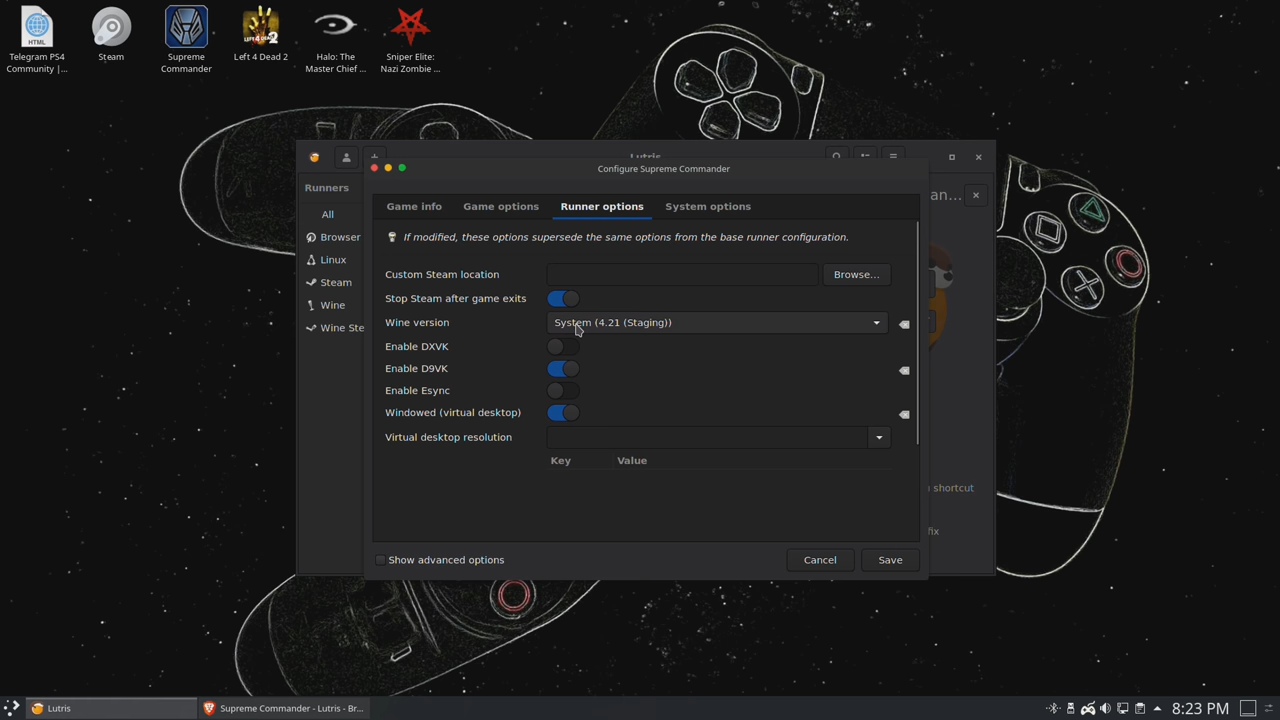 Telegram PS4
Community |...
Steam
Supreme
Commander
Left 4 Dead 2
Halo: The
Master Chief ...
Sniper Elite:
Nazi Zombie ...
HTML
Lutris
Configure Supreme Commander
Runners
All
Browser
Linux
Steam
Wine
Wine Ste
an...
Game info
Game options
Runner options
System options
If modified, these options supersede the same options from the base runner configuration.
Custom Steam location
Browse...
Stop Steam after game exits
Wine version
System (4.21 (Staging))
Enable DXVK
Enable D9VK
Enable Esync
Windowed (virtual desktop)
Virtual desktop resolution
Key
Value
shortcut
fix
Show advanced options
Cancel
Save
Lutris
Supreme Commander - Lutris - Br...
8:23 PM